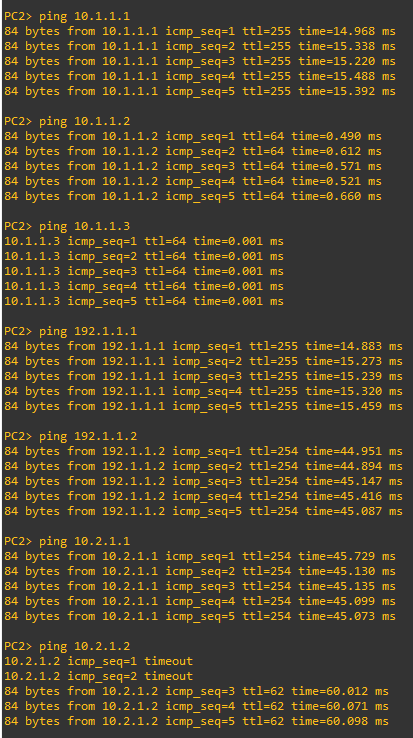 PC2> ping 10.1.1.1
84 bytes from 10.1.1.1 icmp_seq=1 ttl=255 time=14.968 ms
84 bytes from 10.1.1.1 icmp_seq=2 ttl=255 time=15.338 ms
84 bytes from 10.1.1.1 icmp_seq=3 ttl=255 time=15.220 ms
84 bytes from 10.1.1.1 icmp_seq=4 ttl=255 time=15.488 ms
84 bytes from 10.1.1.1 icmp_seq=5 ttl=255 time=15.392 ms
PC2> ping 10.1.1.2
84 bytes from 10.1.1.2 icmp_seq=1 ttl=64 time=0.490 ms
84 bytes from 10.1.1.2 icmp_seq=2 ttl=64 time=0.612 ms
84 bytes from 10.1.1.2 icmp_seq=3 ttl=64 time=0.571 ms
84 bytes from 10.1.1.2 icmp_seq=4 ttl=64 time=0.521 ms
84 bytes from 10.1.1.2 icmp_seq=5 ttl=64 time=0.660 ms
PC2> ping 10.1.1.3
10.1.1.3 icmp_seq=1 ttl=64 time=0.001 ms
10.1.1.3 icmp_seq=2 ttl=64 time=0.001 ms
10.1.1.3 icmp_seq=3 ttl=64 time=0.001 ms
10.1.1.3 icmp_seq=4 ttl=64 time=0.001 ms
10.1.1.3 icmp_seq=5 ttl=64 time=0.001 ms
PC2> ping 192.1.1.1
84 bytes from 192.1.1.1 icmp_seq=1 ttl=255 time=14.883 ms
84 bytes from 192.1.1.1 icmp_seq=2 ttl=255 time=15.273 ms
84 bytes from 192.1.1.1 icmp_seq=3 ttl=255 time=15.239 ms
84 bytes from 192.1.1.1 icmp_seq=4 ttl=255 time=15.320 ms
84 bytes from 192.1.1.1 icmp_seq=5 ttl=255 time=15.459 ms
PC2> ping 192.1.1.2
84 bytes from 192.1.1.2 icmp_seq=1 ttl=254 time=44.951 ms
84 bytes from 192.1.1.2 icmp_seq=2 ttl=254 time=44.894 ms
84 bytes from 192.1.1.2 icmp_seq=3 ttl=254 time=45.147 ms
84 bytes from 192.1.1.2 icmp_seq=4 ttl=254 time=45.416 ms
84 bytes from 192.1.1.2 icmp_seq=5 ttl=254 time=45.087 ms
PC2> ping 10.2.1.1
84 bytes from 10.2.1.1 icmp_seq=1 ttl=254 time=45.729 ms
84 bytes from 10.2.1.1 icmp_seq=2 ttl=254 time=45.130 ms
84 bytes from 10.2.1.1 icmp_seq=3 ttl=254 time=45.135 ms
84 bytes from 10.2.1.1 icmp_seq=4 ttl=254 time=45.099 ms
84 bytes from 10.2.1.1 icmp_seq=5 ttl=254 time=45.073 ms
PC2> ping 10.2.1.2
10.2.1.2 icmp_seq=1 timeout
10.2.1.2 icmp_seq=2 timeout
84 bytes from 10.2.1.2 icmp_seq=3 ttl=62 time=60.012 ms
84 bytes from 10.2.1.2 icmp_seq=4 ttl=62 time=60.071 ms
84 bytes from 10.2.1.2 icmp_seq=5 ttl=62 time=60.098 ms